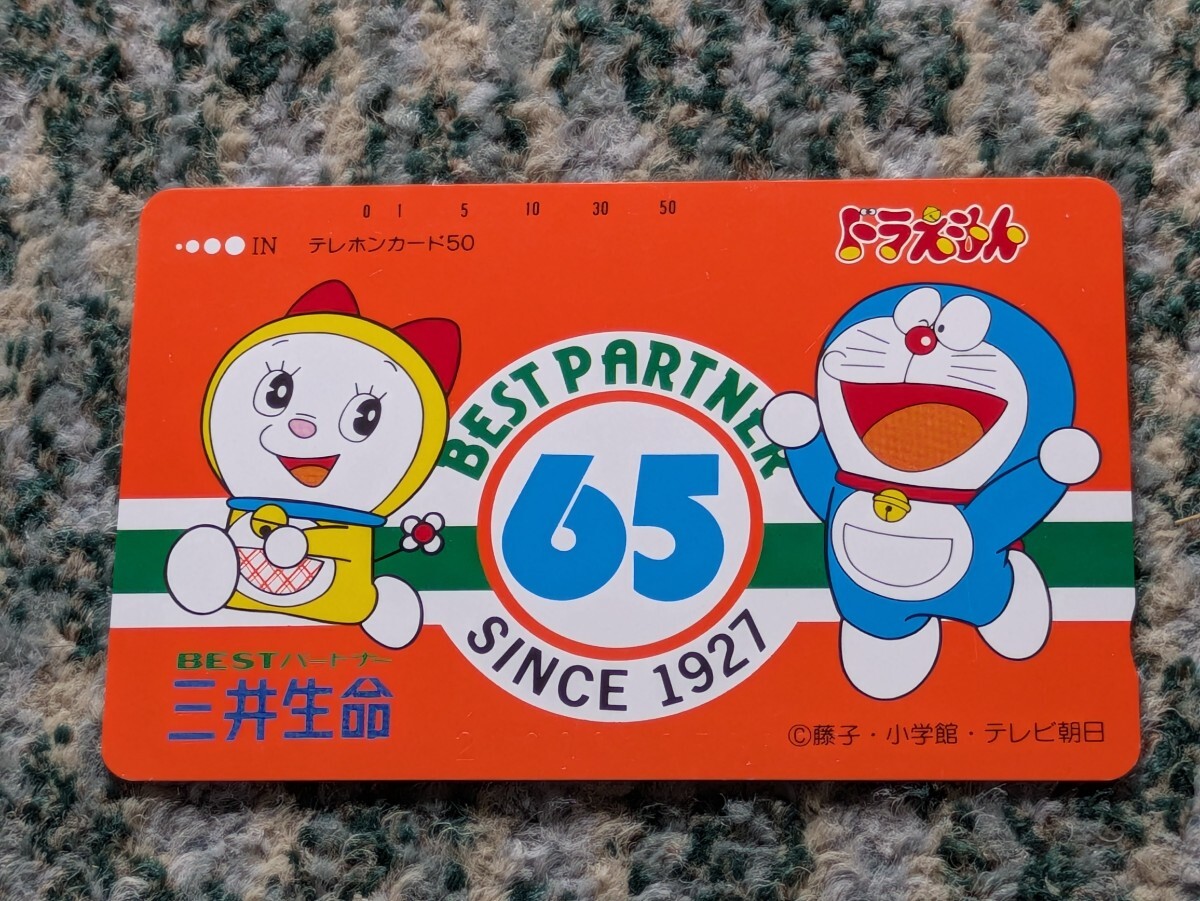 0 1 5 10 30 50
IN テレホンカード50
ドラえもん
BEST PARTNER
65
SINCE 1927
BESTパートナー
三井生命
©藤子・小学館・テレビ朝日